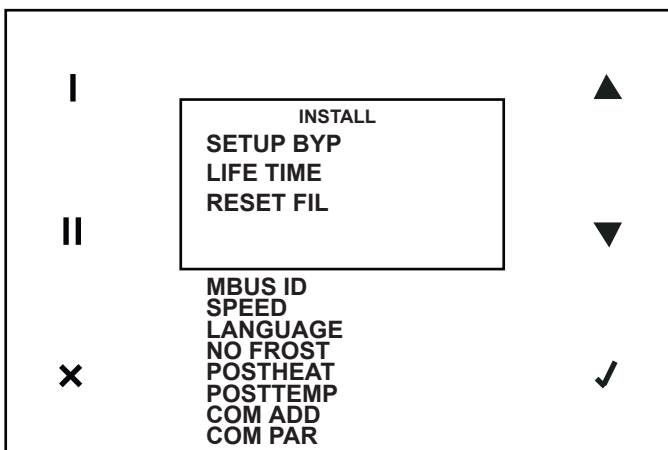 I
INSTALL
SETUP BYP
LIFE TIME
RESET FIL
II
MBUS ID
SPEED
LANGUAGE
NO FROST
POSTHEAT
POSTTEMP
COM ADD
COM PAR